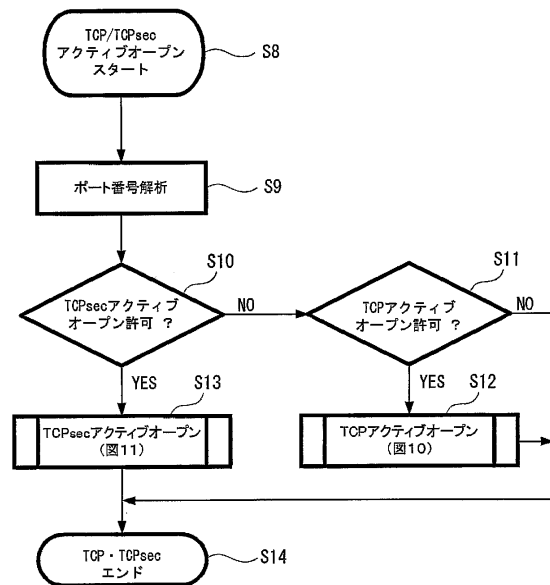 TCP/TCPsec
アクティブオープン
スタート
S8
ポート番号解析
S9
S10
TCPsecアクティブ
オープン許可 ?
NO
YES
S11
TCPアクティブ
オープン許可 ?
NO
YES
S13
TCPsecアクティブオープン
(図11)
S12
TCPアクティブオープン
(図10)
TCP・TCPsec
エンド
S14